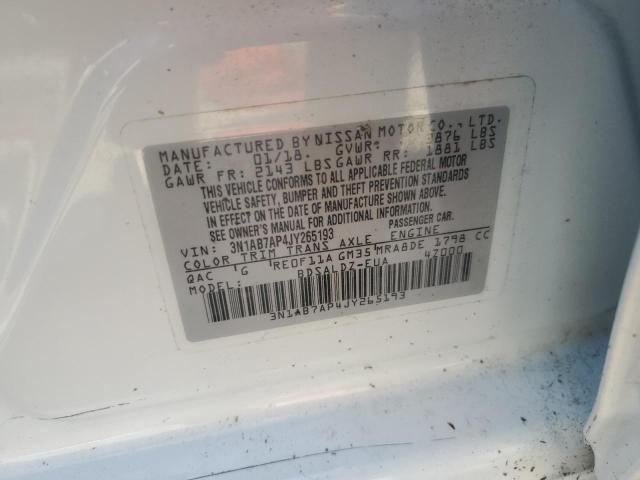 MANUFACTURED BY NISSAN MOTOR CO., LTD.
DATE: 01/18. GVWR: 876 LBS
GAWR FR: 2143 LBS GAWR RR: 1881 LBS
THIS VEHICLE CONFORMS TO ALL APPLICABLE FEDERAL MOTOR
VEHICLE SAFETY, BUMPER AND THEFT PREVENTION STANDARDS
IN EFFECT ON THE DATE OF MANUFACTURE SHOWN ABOVE.
SEE OWNER'S MANUAL FOR ADDITIONAL INFORMATION.
VIN: 3N1AB7AP4JY265193 PASSENGER CAR.
COLOR TRIM TRANS AXLE ENGINE
QAC G RE0F11A GM35 MRA8DE 1798 CC
MODEL: BDSALDZ-EUA 47000
3N1AB7AP4JY265193